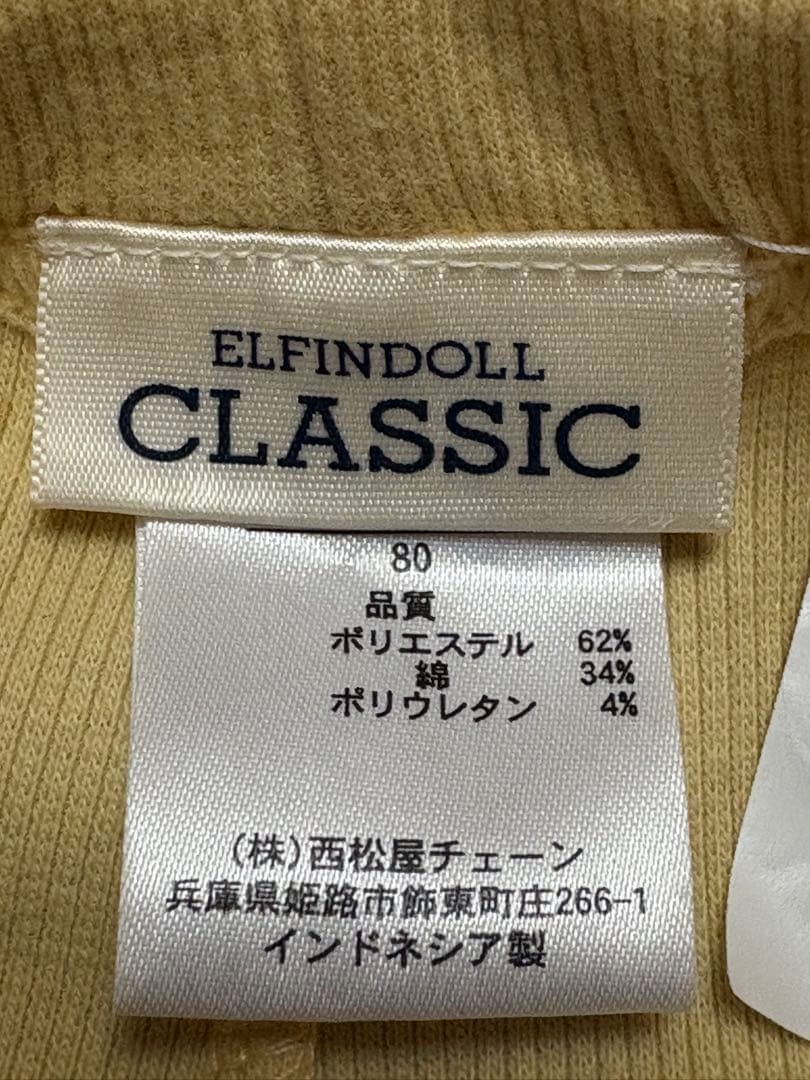 ELFINDOLL
CLASSIC
80
品質
ポリエステル 62%
綿 34%
ポリウレタン 4%
(株)西松屋チェーン
兵庫県姫路市飾東町庄266-1
インドネシア製